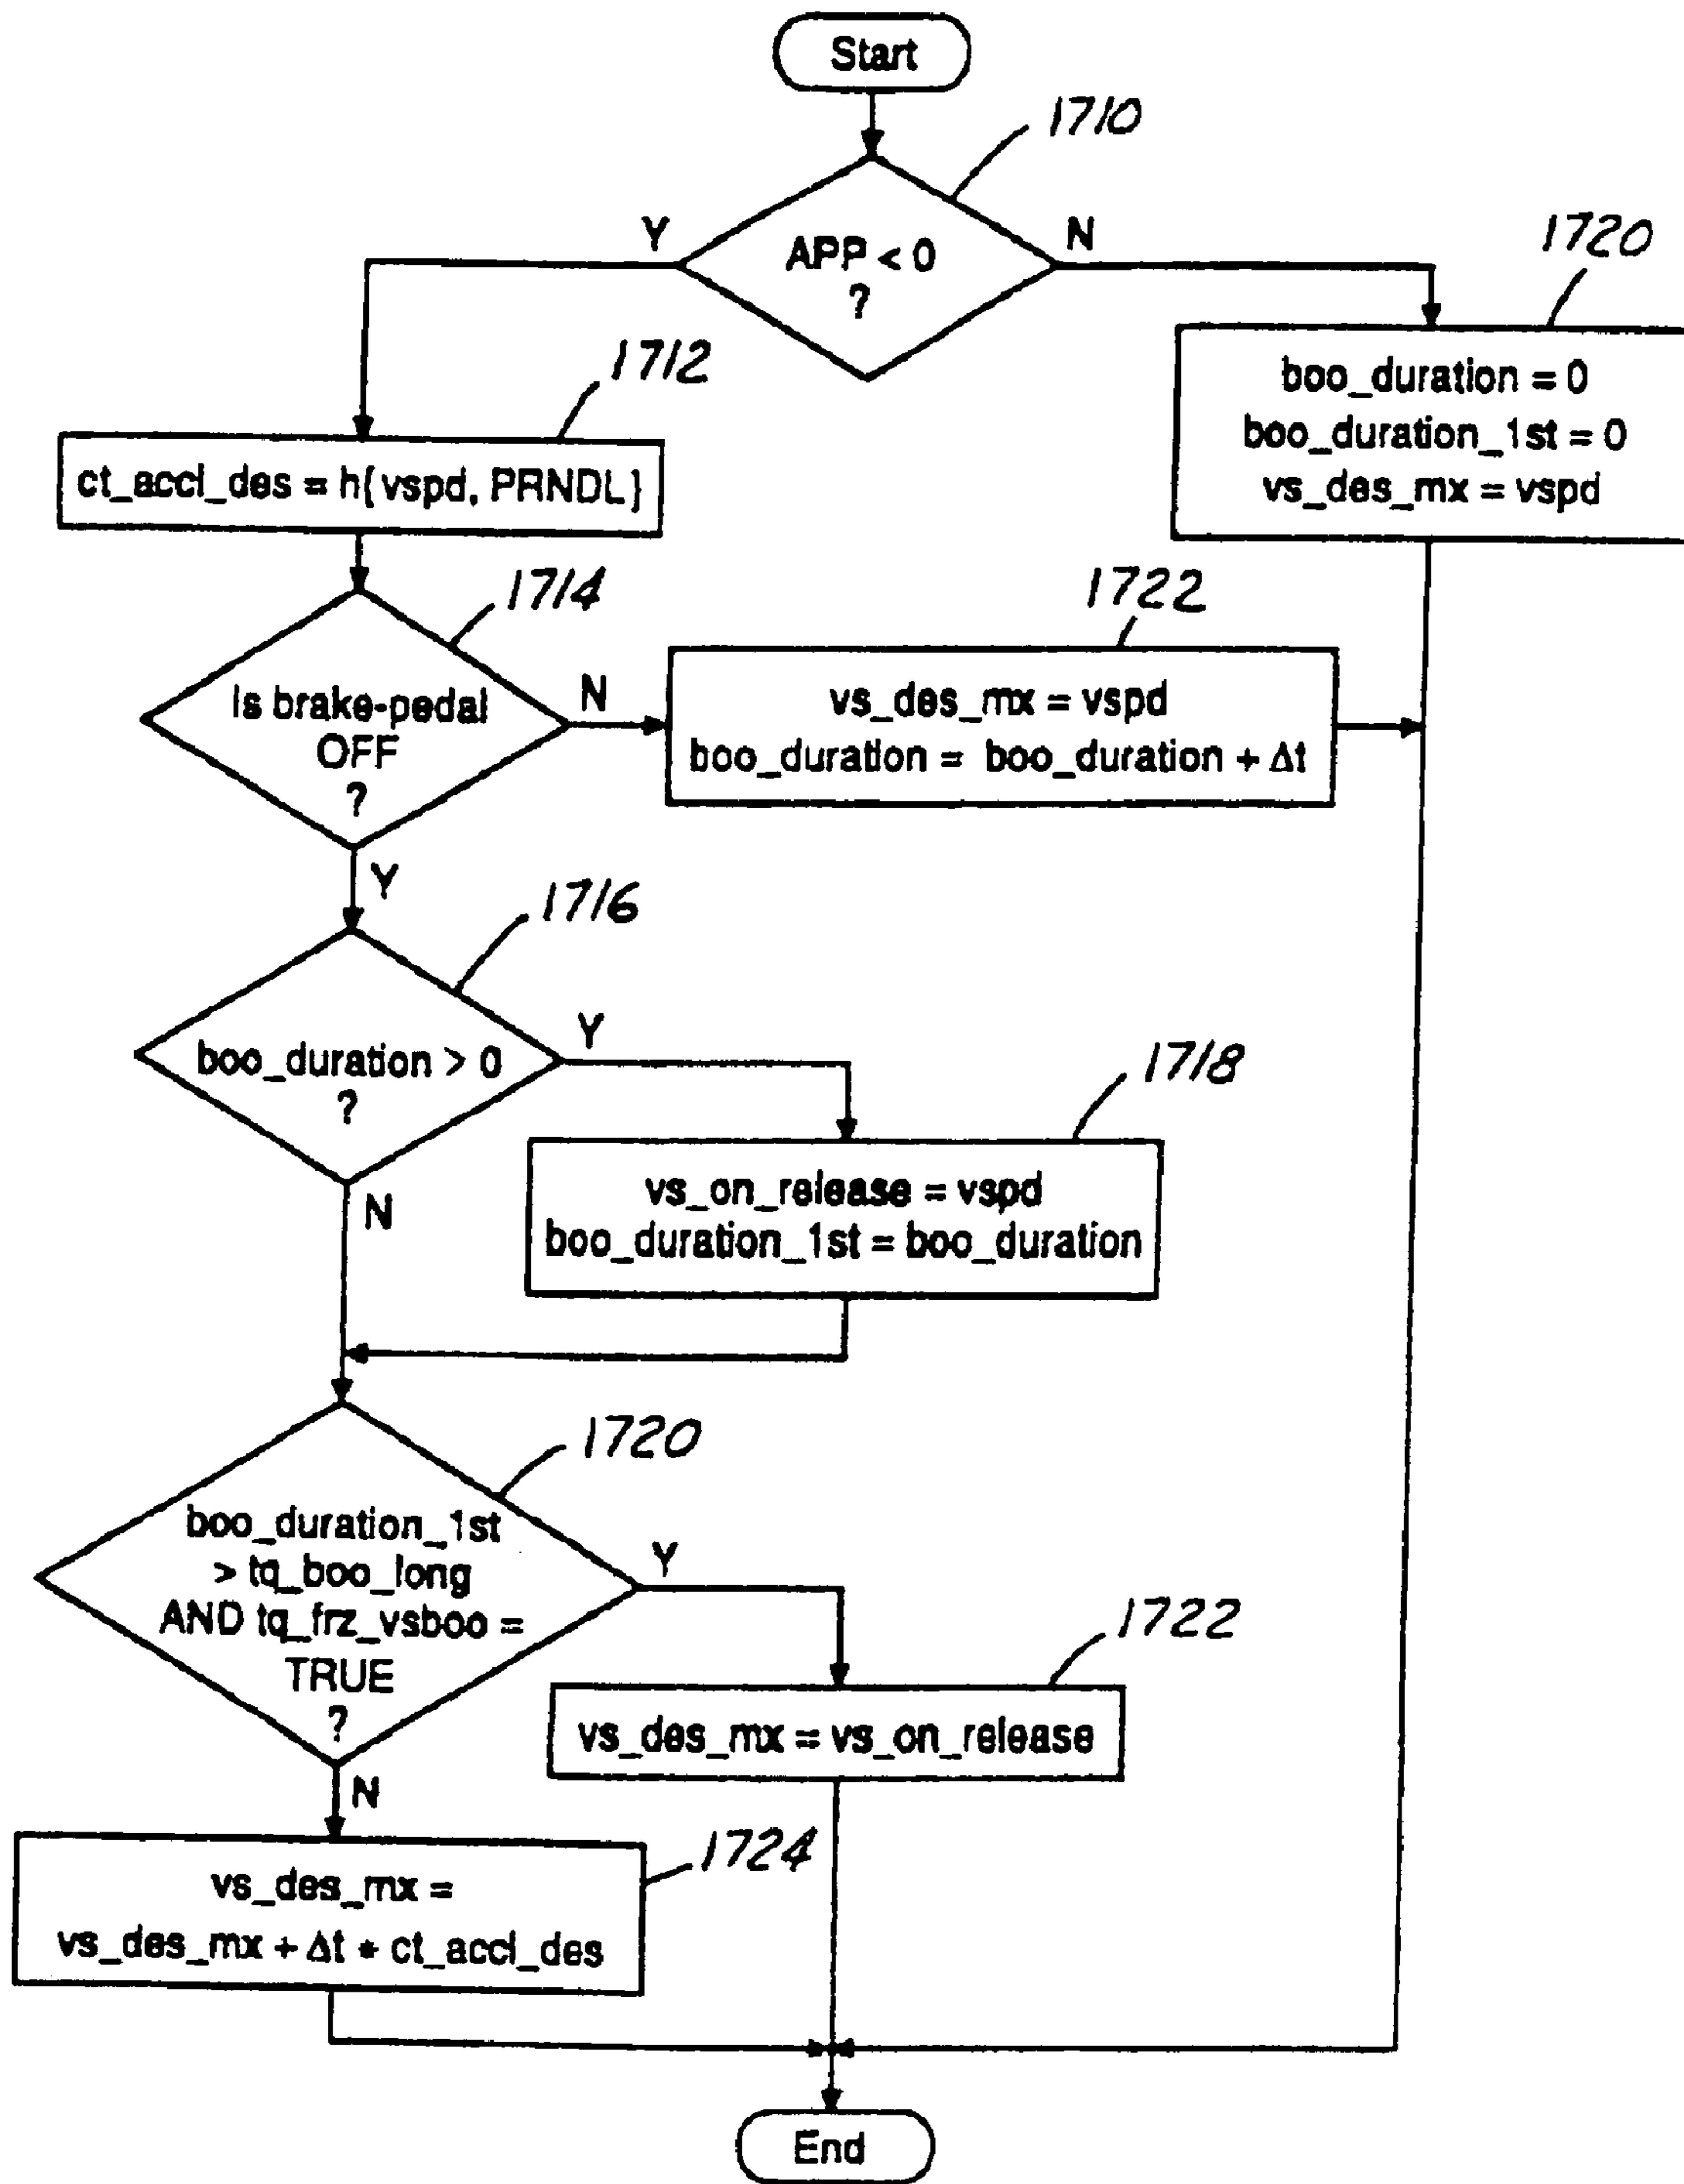 Start
1710
APP < 0
?
Y
N
1720
boo_duration = 0
boo_duration_1st = 0
vs_des_mx = vspd
1712
ct_accl_des = h{vspd, PRNDL}
1714
Is brake-pedal
OFF
?
N
Y
1722
vs_des_mx = vspd
boo_duration = boo_duration + Δt
1716
boo_duration > 0
?
Y
N
1718
vs_on_release = vspd
boo_duration_1st = boo_duration
1720
boo_duration_1st
> tq_boo_long
AND tq_frz_vsboo =
TRUE
?
Y
N
1722
vs_des_mx = vs_on_release
1724
vs_des_mx =
vs_des_mx + Δt * ct_accl_des
End